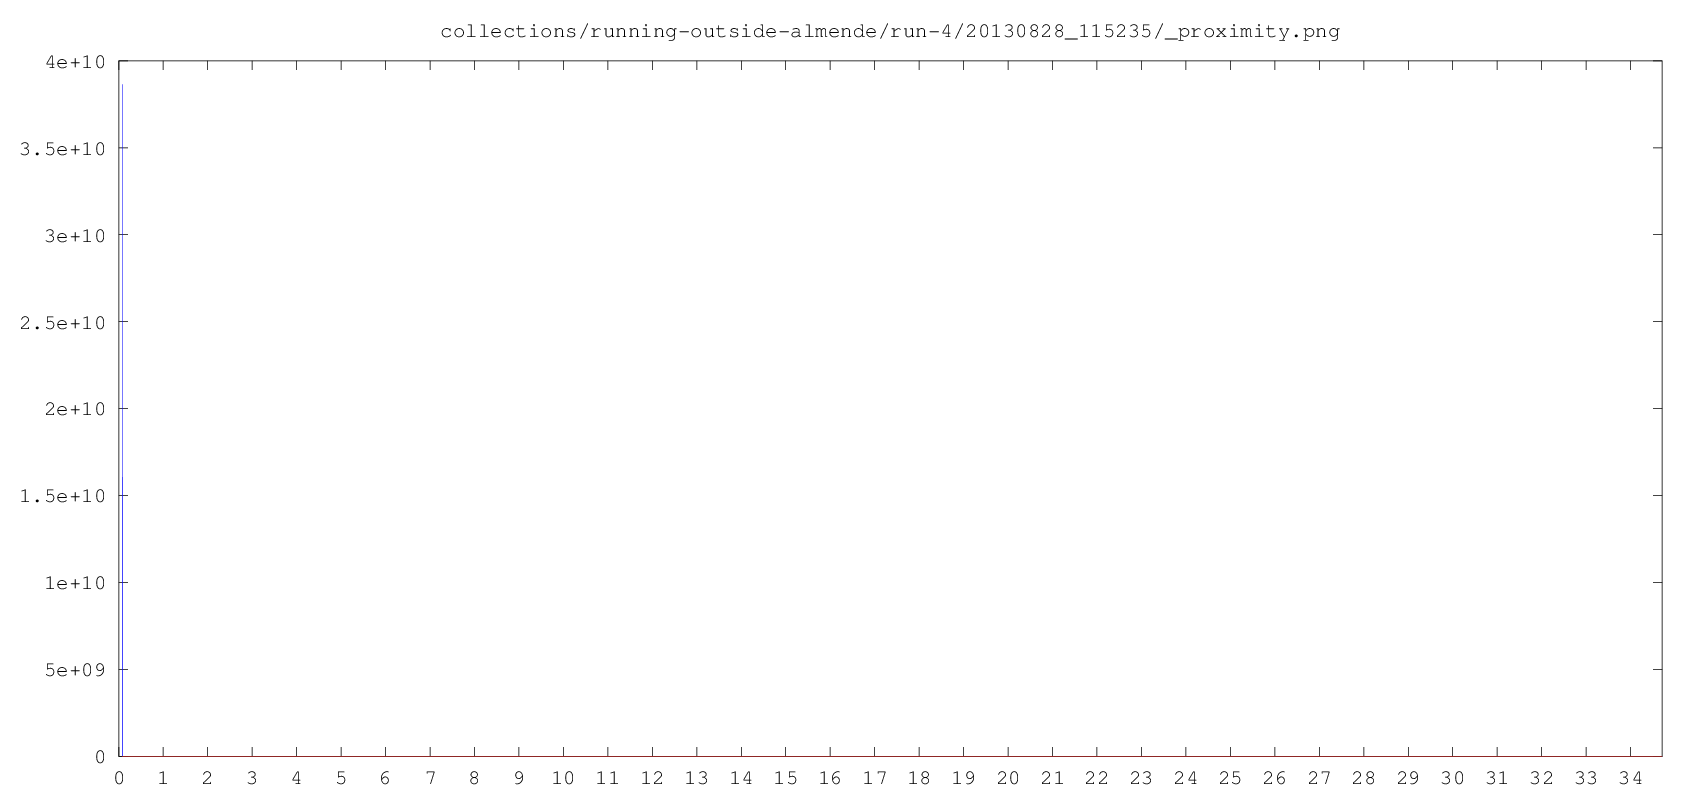 collections/running-outside-almende/run-4/20130828_115235/_proximity.png
4e+10
3.5e+10
3e+10
2.5e+10
2e+10
1.5e+10
1e+10
5e+09
0
0 1 2 3 4 5 6 7 8 9 10 11 12 13 14 15 16 17 18 19 20 21 22 23 24 25 26 27 28 29 30 31 32 33 34